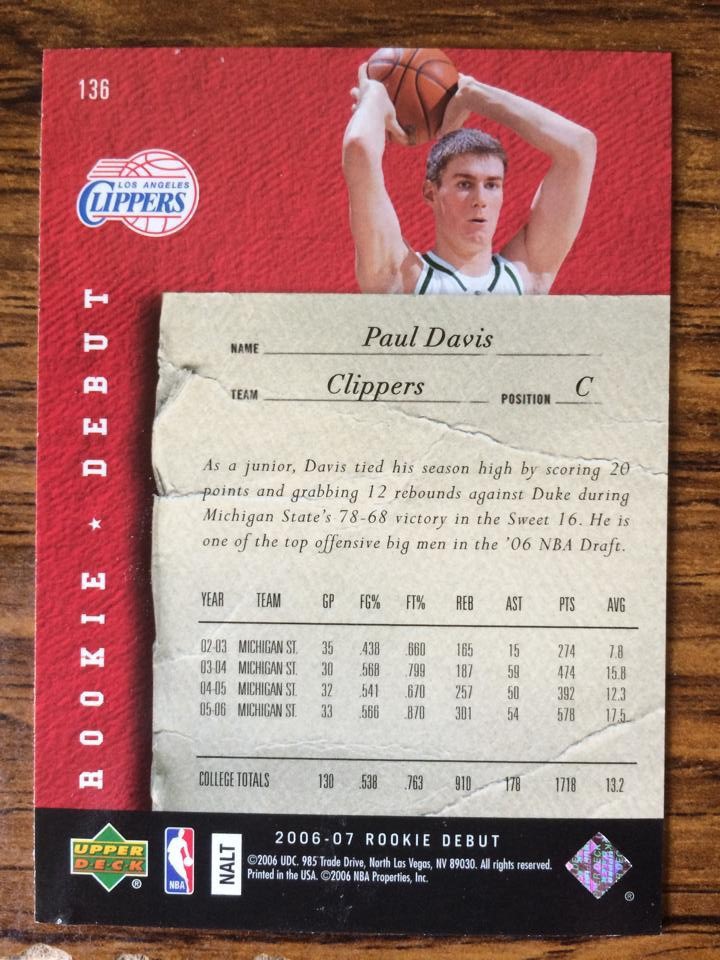 136
LOS ANGELES
CLIPPERS
ROOKIE ★ DEBUT
NAME Paul Davis
TEAM Clippers POSITION C
As a junior, Davis tied his season high by scoring 20
points and grabbing 12 rebounds against Duke during
Michigan State's 78-68 victory in the Sweet 16. He is
one of the top offensive big men in the '06 NBA Draft.
YEAR TEAM GP FG% FT% REB AST PTS AVG
02-03 MICHIGAN ST. 35 .438 .660 165 15 274 7.8
03-04 MICHIGAN ST. 30 .568 .799 187 59 474 15.8
04-05 MICHIGAN ST. 32 .541 .670 257 50 392 12.3
05-06 MICHIGAN ST. 33 .566 .870 301 54 578 17.5
COLLEGE TOTALS 130 .538 .763 910 178 1718 13.2
2006-07 ROOKIE DEBUT
UPPER
DECK
®
NBA
NALT
©2006 UDC. 985 Trade Drive, North Las Vegas, NV 89030. All rights reserved.
Printed in the USA. ©2006 NBA Properties, Inc.
®